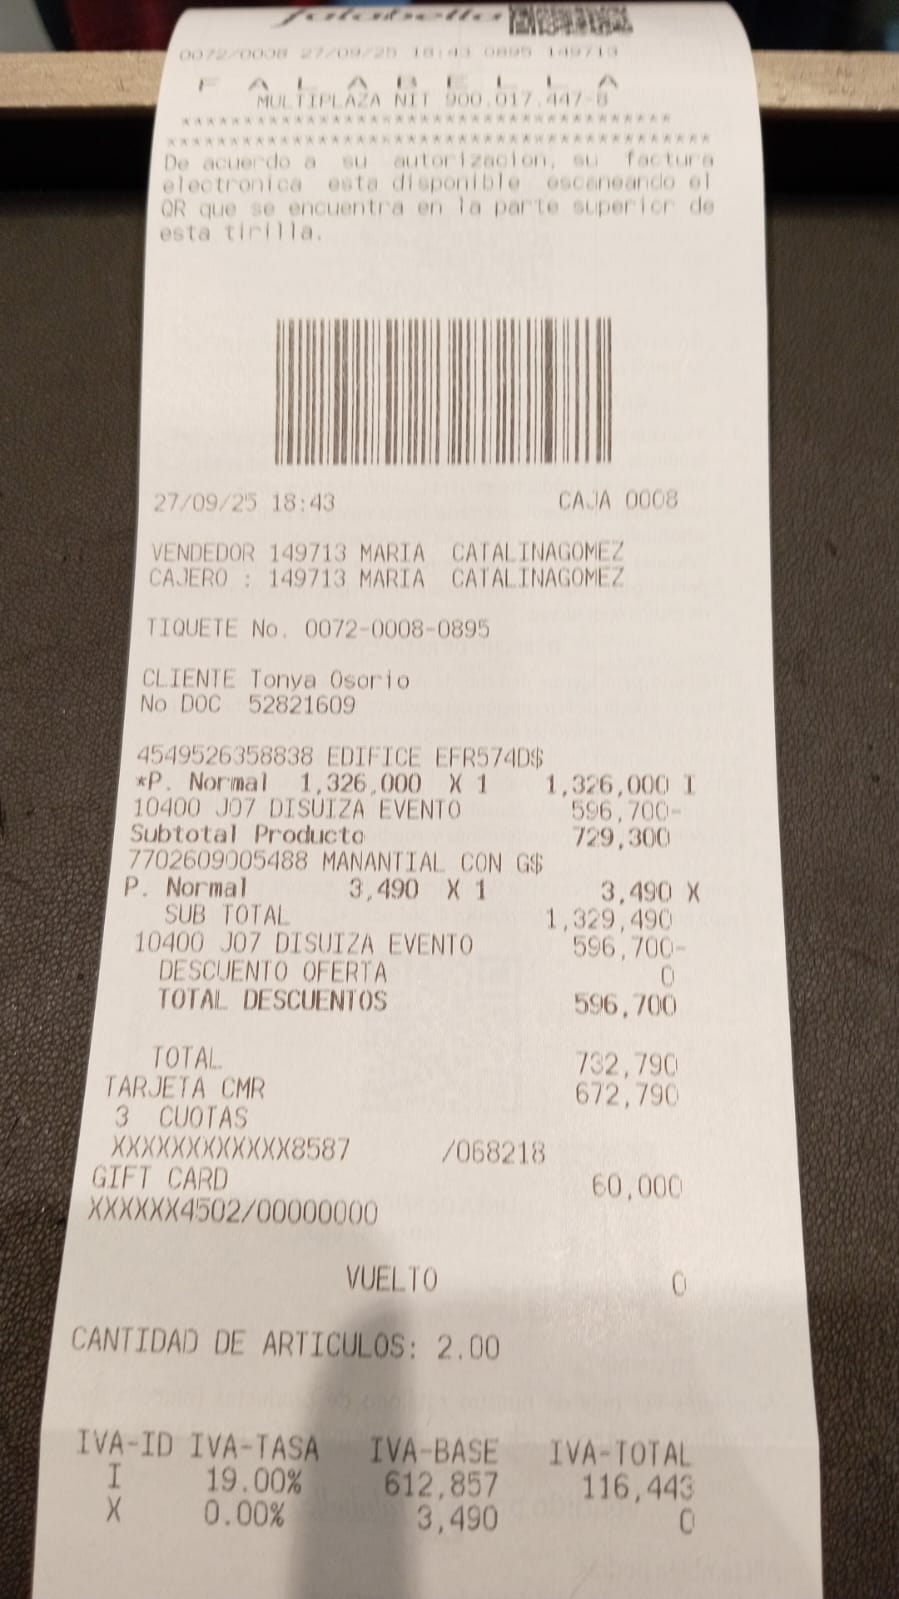 falabella
0072/0008 27/09/25 18:43 0895 149713
F A L A B E L L A
MULTIPLAZA NIT 900.017.447-8
****************************************
********************************************
De acuerdo a su autorizacion, su factura
electronica esta disponible escaneando el
QR que se encuentra en la parte superior de
esta tirilla.
27/09/25 18:43 CAJA 0008
VENDEDOR 149713 MARIA CATALINAGOMEZ
CAJERO : 149713 MARIA CATALINAGOMEZ
TIQUETE No. 0072-0008-0895
CLIENTE Tonya Osorio
No DOC 52821609
4549526358838 EDIFICE EFR574D$
*P. Normal 1,326,000 X 1 1,326,000 I
10400 J07 DISUIZA EVENTO 596,700-
Subtotal Producto 729,300
7702609005488 MANANTIAL CON G$
P. Normal 3,490 X 1 3,490 X
SUB TOTAL 1,329,490
10400 J07 DISUIZA EVENTO 596,700-
DESCUENTO OFERTA 0
TOTAL DESCUENTOS 596,700
TOTAL 732,790
TARJETA CMR 672,790
3 CUOTAS
XXXXXXXXXXXX8587 /068218
GIFT CARD 60,000
XXXXXX4502/00000000
VUELTO 0
CANTIDAD DE ARTICULOS: 2.00
IVA-ID IVA-TASA IVA-BASE IVA-TOTAL
I 19.00% 612,857 116,443
X 0.00% 3,490 0